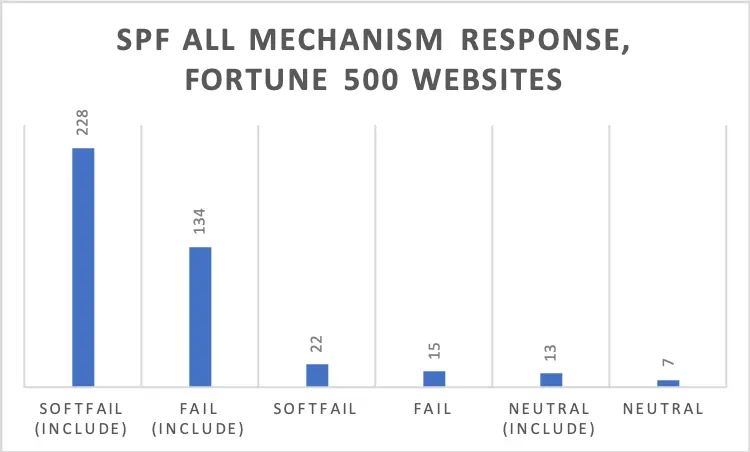 SPF ALL MECHANISM RESPONSE,
FORTUNE 500 WEBSITES
228
134
22
15
13
7
SOFTFAIL
(INCLUDE)
FAIL
(INCLUDE)
SOFTFAIL
FAIL
NEUTRAL
(INCLUDE)
NEUTRAL